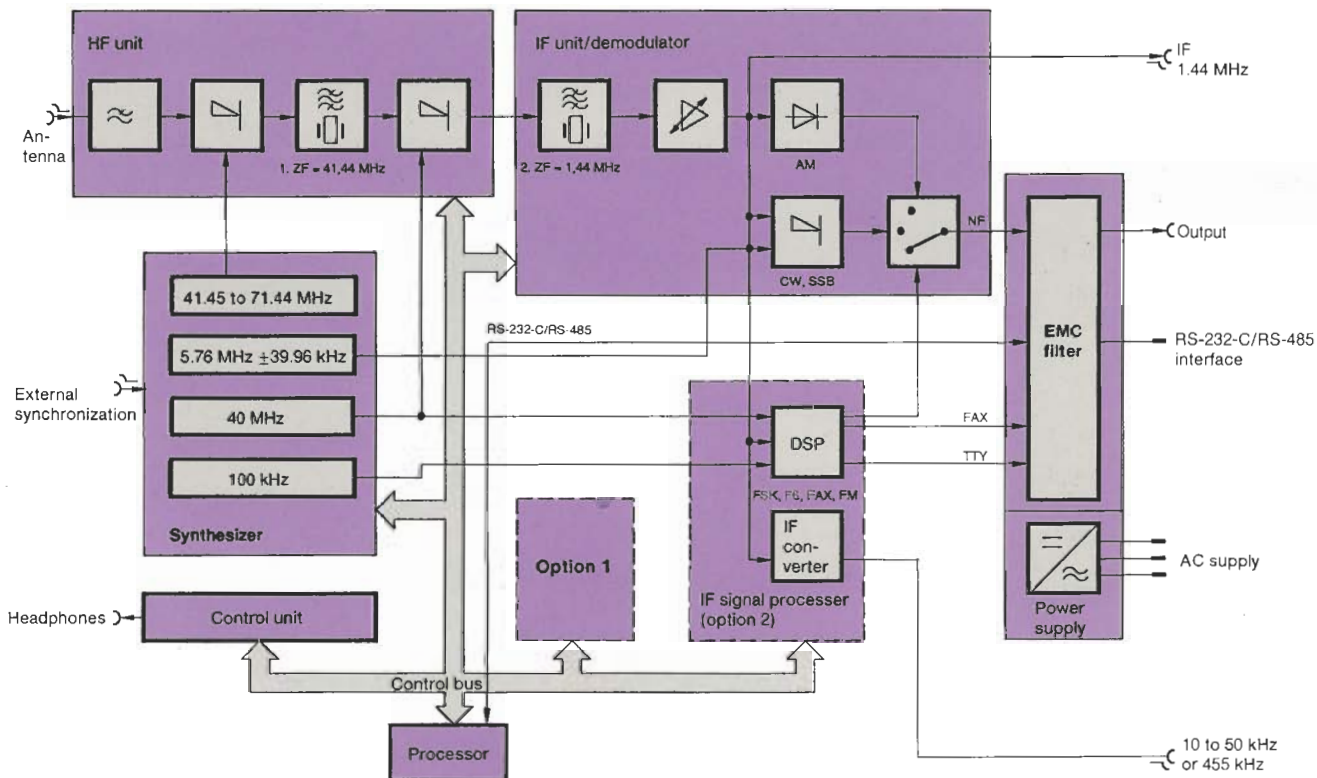 HF unit
IF unit/demodulator
IF
1.44 MHz
An-
tenna
1. ZF = 41,44 MHz
2. ZF = 1,44 MHz
AM
CW, SSB
NF
Output
41.45 to 71.44 MHz
5.76 MHz ±39.96 kHz
40 MHz
100 kHz
Synthesizer
External
synchronization
RS-232-C/RS-485
EMC
filter
RS-232-C/RS-485
interface
DSP
FAX
TTY
FSK, F6, FAX, FM
IF
con-
verter
IF signal processer
(option 2)
Option 1
AC supply
Power
supply
Headphones
Control unit
Control bus
Processor
10 to 50 kHz
or 455 kHz